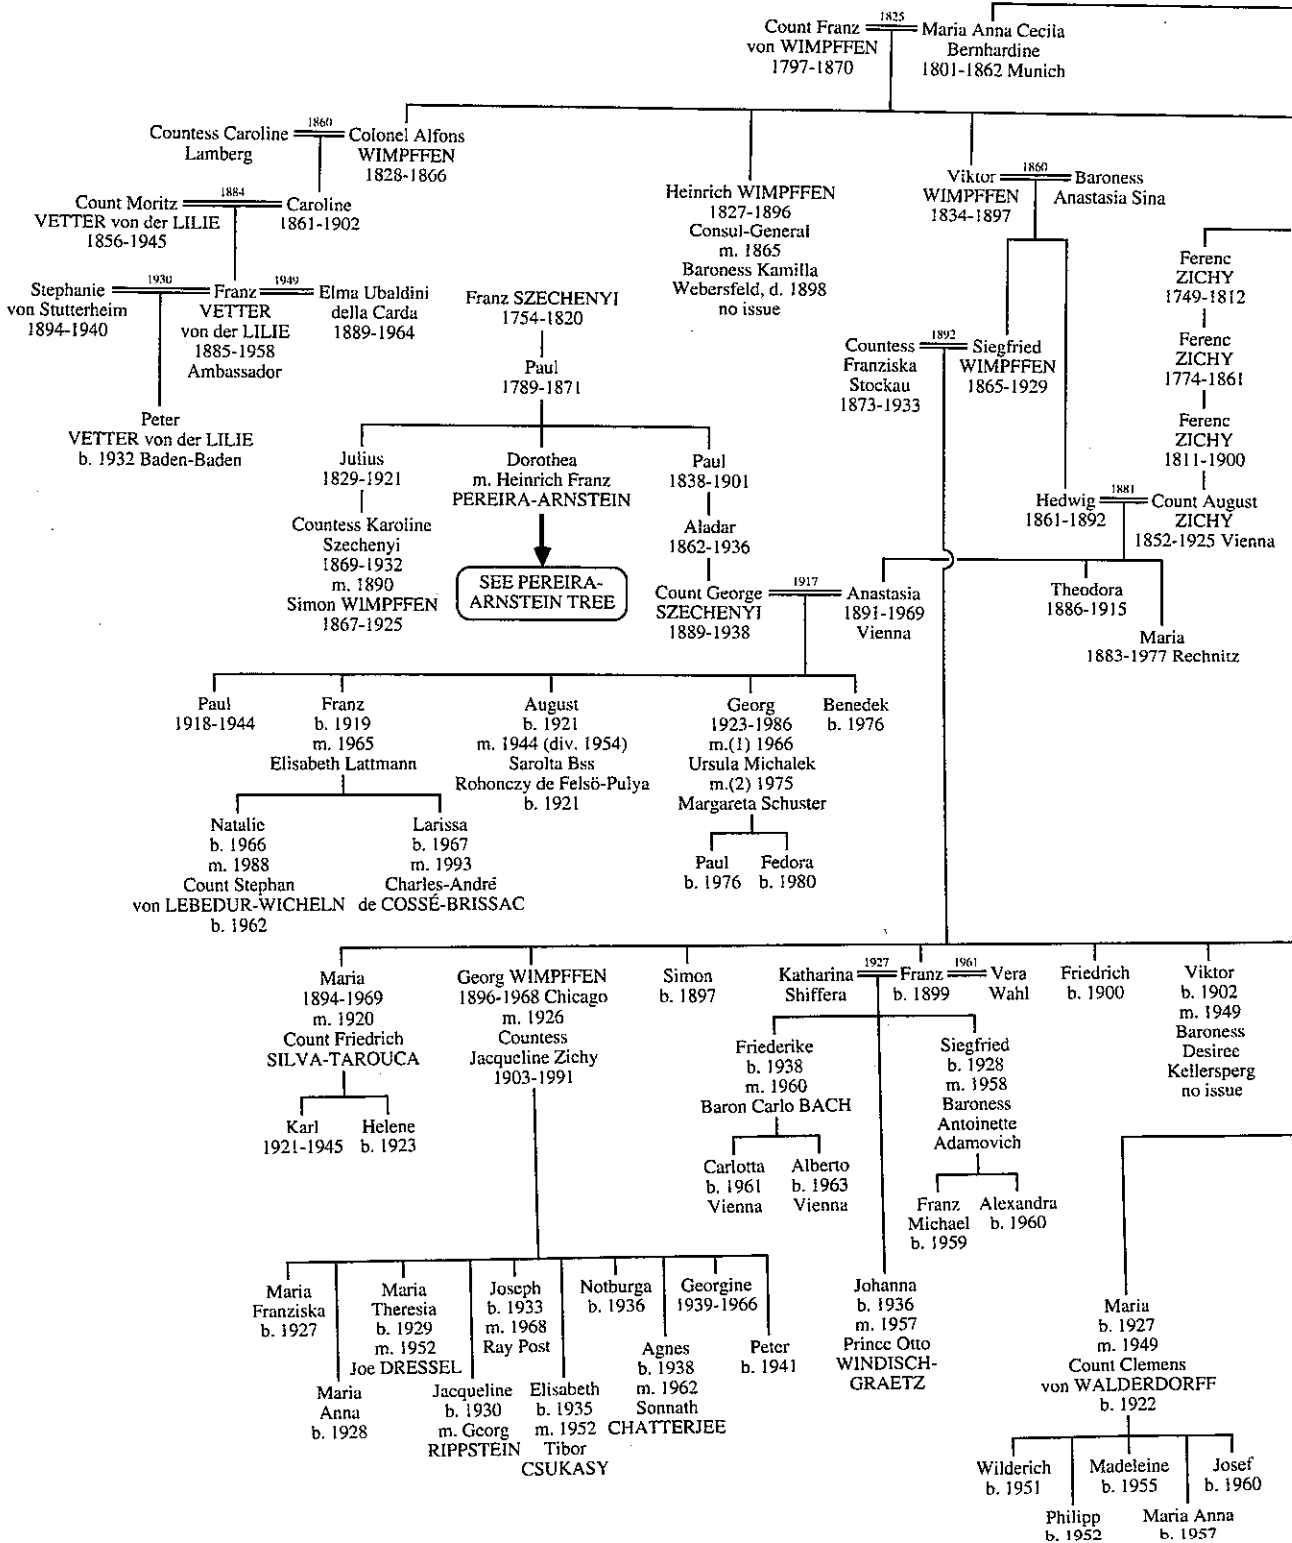 Count Franz
von WIMPFFEN
1797-1870
1825
Maria Anna Cecila
Bernhardine
1801-1862 Munich
Countess Caroline
Lamberg
1860
Colonel Alfons
WIMPFFEN
1828-1866
Heinrich WIMPFFEN
1827-1896
Consul-General
m. 1865
Baroness Kamilla
Webersfeld, d. 1898
no issue
Viktor
WIMPFFEN
1834-1897
1860
Baroness
Anastasia Sina
Count Moritz
VETTER von der LILIE
1856-1945
1884
Caroline
1861-1902
Stephanie
von Stutterheim
1894-1940
1930
Franz
VETTER
von der LILIE
1885-1958
Ambassador
1949
Elma Ubaldini
della Carda
1889-1964
Peter
VETTER von der LILIE
b. 1932 Baden-Baden
Franz SZECHENYI
1754-1820
Paul
1789-1871
Julius
1829-1921
Countess Karoline
Szechenyi
1869-1932
m. 1890
Simon WIMPFFEN
1867-1925
Dorothea
m. Heinrich Franz
PEREIRA-ARNSTEIN
SEE PEREIRA-
ARNSTEIN TREE
Paul
1838-1901
Aladar
1862-1936
Count George
SZECHENYI
1889-1938
1917
Anastasia
1891-1969
Vienna
Countess
Franziska
Stockau
1873-1933
1892
Siegfried
WIMPFFEN
1865-1929
Ferenc
ZICHY
1749-1812
Ferenc
ZICHY
1774-1861
Ferenc
ZICHY
1811-1900
Hedwig
1861-1892
1881
Count August
ZICHY
1852-1925 Vienna
Theodora
1886-1915
Maria
1883-1977 Rechnitz
Paul
1918-1944
Franz
b. 1919
m. 1965
Elisabeth Lattmann
August
b. 1921
m. 1944 (div. 1954)
Sarolta Bss
Rohonczy de Felsö-Pulya
b. 1921
Georg
1923-1986
m.(1) 1966
Ursula Michalek
m.(2) 1975
Margareta Schuster
Benedek
b. 1976
Natalie
b. 1966
m. 1988
Count Stephan
von LEBEDUR-WICHELN
b. 1962
Larissa
b. 1967
m. 1993
Charles-André
de COSSÉ-BRISSAC
Paul
b. 1976
Fedora
b. 1980
Maria
1894-1969
m. 1920
Count Friedrich
SILVA-TAROUCA
Georg WIMPFFEN
1896-1968 Chicago
m. 1926
Countess
Jacqueline Zichy
1903-1991
Simon
b. 1897
Katharina
Shiffera
1927
Franz
b. 1899
1961
Vera
Wahl
Friedrich
b. 1900
Viktor
b. 1902
m. 1949
Baroness
Desiree
Kellersperg
no issue
Karl
1921-1945
Helene
b. 1923
Friederike
b. 1938
m. 1960
Baron Carlo BACH
Siegfried
b. 1928
m. 1958
Baroness
Antoinette
Adamovich
Carlotta
b. 1961
Vienna
Alberto
b. 1963
Vienna
Franz
Michael
b. 1959
Alexandra
b. 1960
Maria
Franziska
b. 1927
Maria
Anna
b. 1928
Maria
Theresia
b. 1929
m. 1952
Joe DRESSEL
Jacqueline
b. 1930
m. Georg
RIPPSTEIN
Joseph
b. 1933
m. 1968
Ray Post
Elisabeth
b. 1935
m. 1952
Tibor
CSUKASY
Notburga
b. 1936
Agnes
b. 1938
m. 1962
Sonnath
CHATTERJEE
Georgine
1939-1966
Peter
b. 1941
Johanna
b. 1936
m. 1957
Prince Otto
WINDISCH-
GRAETZ
Maria
b. 1927
m. 1949
Count Clemens
von WALDERDORFF
b. 1922
Wilderich
b. 1951
Philipp
b. 1952
Madeleine
b. 1955
Maria Anna
b. 1957
Josef
b. 1960